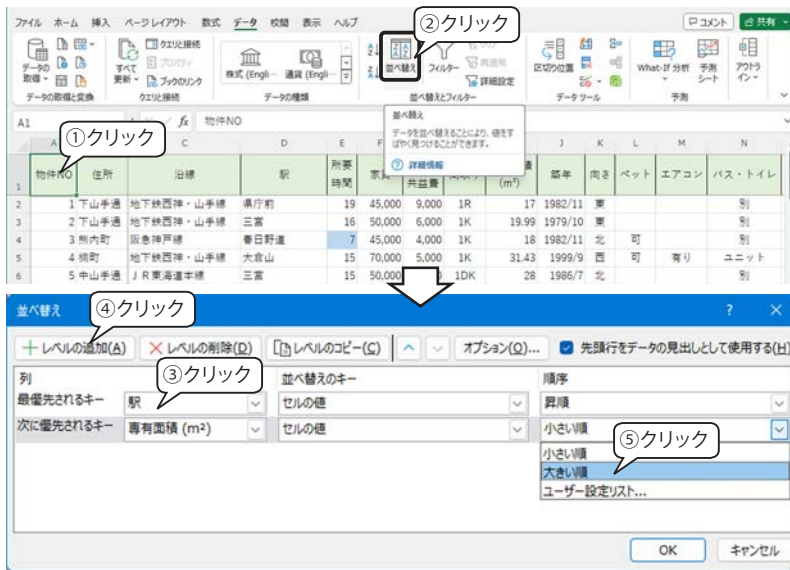 ファイル ホーム 挿入 ページ レイアウト 数式 データ 校閲 表示 ヘルプ
②クリック
コメント 共有
データの取得 すべて更新 クエリと接続 プロパティ ブックのリンク 株式 (Engli… 通貨 (Engli… 並べ替え フィルター 再適用 詳細設定 区切り位置 What-If 分析 予測シート アウトライン
データの取得と変換 クエリと接続 データの種類 並べ替えとフィルター データ ツール 予測
A1 fx 物件NO
①クリック
並べ替え
データを並べ替えることにより、値をすばやく見つけることができます。
詳細情報
A C D E F J K L M N
1 物件NO 住所 沿線 駅 所要時間 家賃 共益費 (m²) 築年 向き ペット エアコン バス・トイレ
2 1 下山手通 地下鉄西神・山手線 県庁前 19 45,000 9,000 1R 17 1982/11 東 別
3 2 下山手通 地下鉄西神・山手線 三宮 16 50,000 6,000 1K 19.99 1979/10 東 別
4 3 熊内町 阪急神戸線 春日野道 7 45,000 4,000 1K 18 1982/11 北 可 別
5 4 楠町 地下鉄西神・山手線 大倉山 15 70,000 5,000 1K 31.43 1999/9 西 可 有り ユニット
6 5 中山手通 ＪＲ東海道本線 三宮 15 50,000 1DK 28 1986/7 北 別
並べ替え ? ×
④クリック
レベルの追加(A) レベルの削除(D) レベルのコピー(C) オプション(O)... 先頭行をデータの見出しとして使用する(H)
③クリック
列 並べ替えのキー 順序
最優先されるキー 駅 セルの値 昇順
次に優先されるキー 専有面積 (m²) セルの値 小さい順
⑤クリック
小さい順
大きい順
ユーザー設定リスト...
OK キャンセル